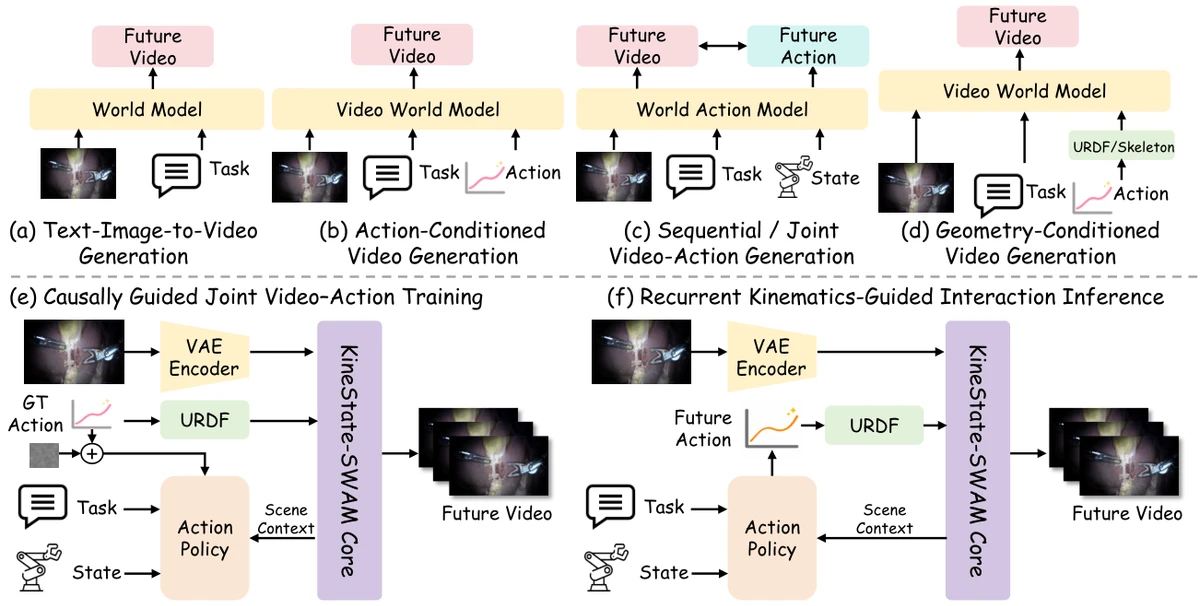 Future
Video
World Model
Task
(a) Text-Image-to-Video
Generation
Future
Video
Video World Model
Task
Action
(b) Action-Conditioned
Video Generation
Future
Video
Future
Action
World Action Model
Task
State
(c) Sequential / Joint
Video-Action Generation
Future
Video
Video World Model
URDF/Skeleton
Task
Action
(d) Geometry-Conditioned
Video Generation
(e) Causally Guided Joint Video-Action Training
VAE
Encoder
GT
Action
URDF
Task
State
Action
Policy
Scene
Context
KineState-SWAM Core
Future Video
(f) Recurrent Kinematics-Guided Interaction Inference
VAE
Encoder
Future
Action
URDF
Task
State
Action
Policy
Scene
Context
KineState-SWAM Core
Future Video